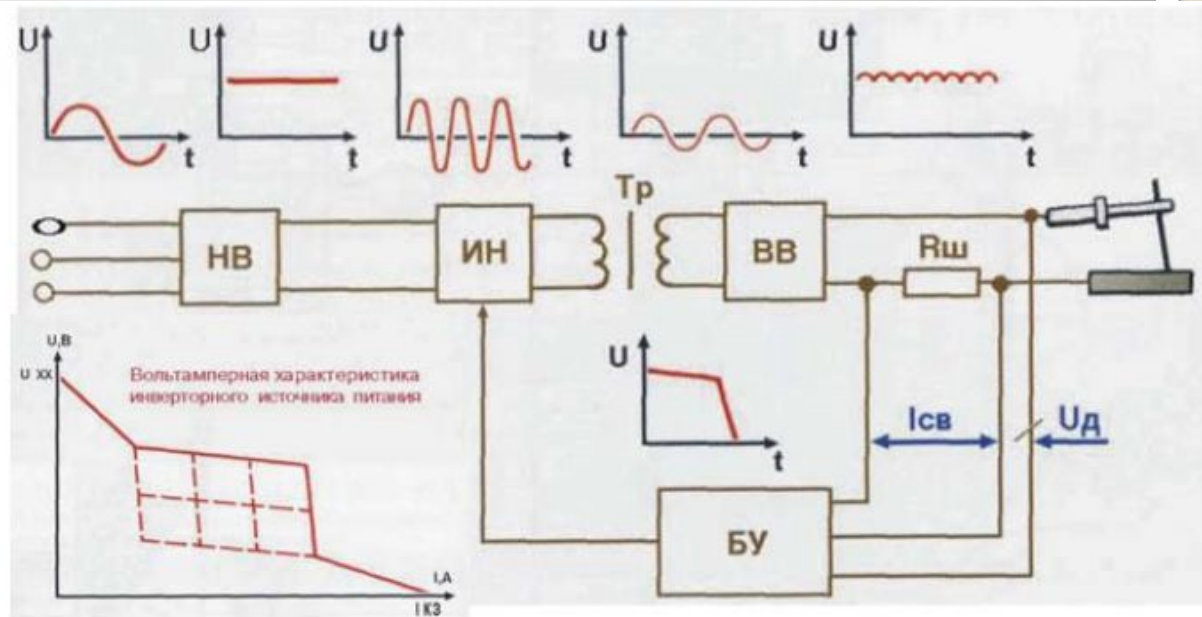 U
t
U
t
U
t
U
t
U
t
Тр
НВ
ИН
ВВ
Rш
U,В
U XX
Вольтамперная характеристика
инверторного источника питания
I,А
I КЗ
U
t
Iсв
Uд
БУ